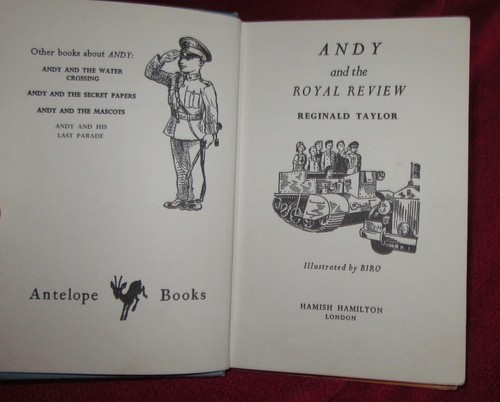 Other books about ANDY:
ANDY AND THE WATER
CROSSING
ANDY AND THE SECRET PAPERS
ANDY AND THE MASCOTS
ANDY AND HIS
LAST PARADE
Antelope Books
ANDY
and the
ROYAL REVIEW
REGINALD TAYLOR
Illustrated by BIRO
HAMISH HAMILTON
LONDON